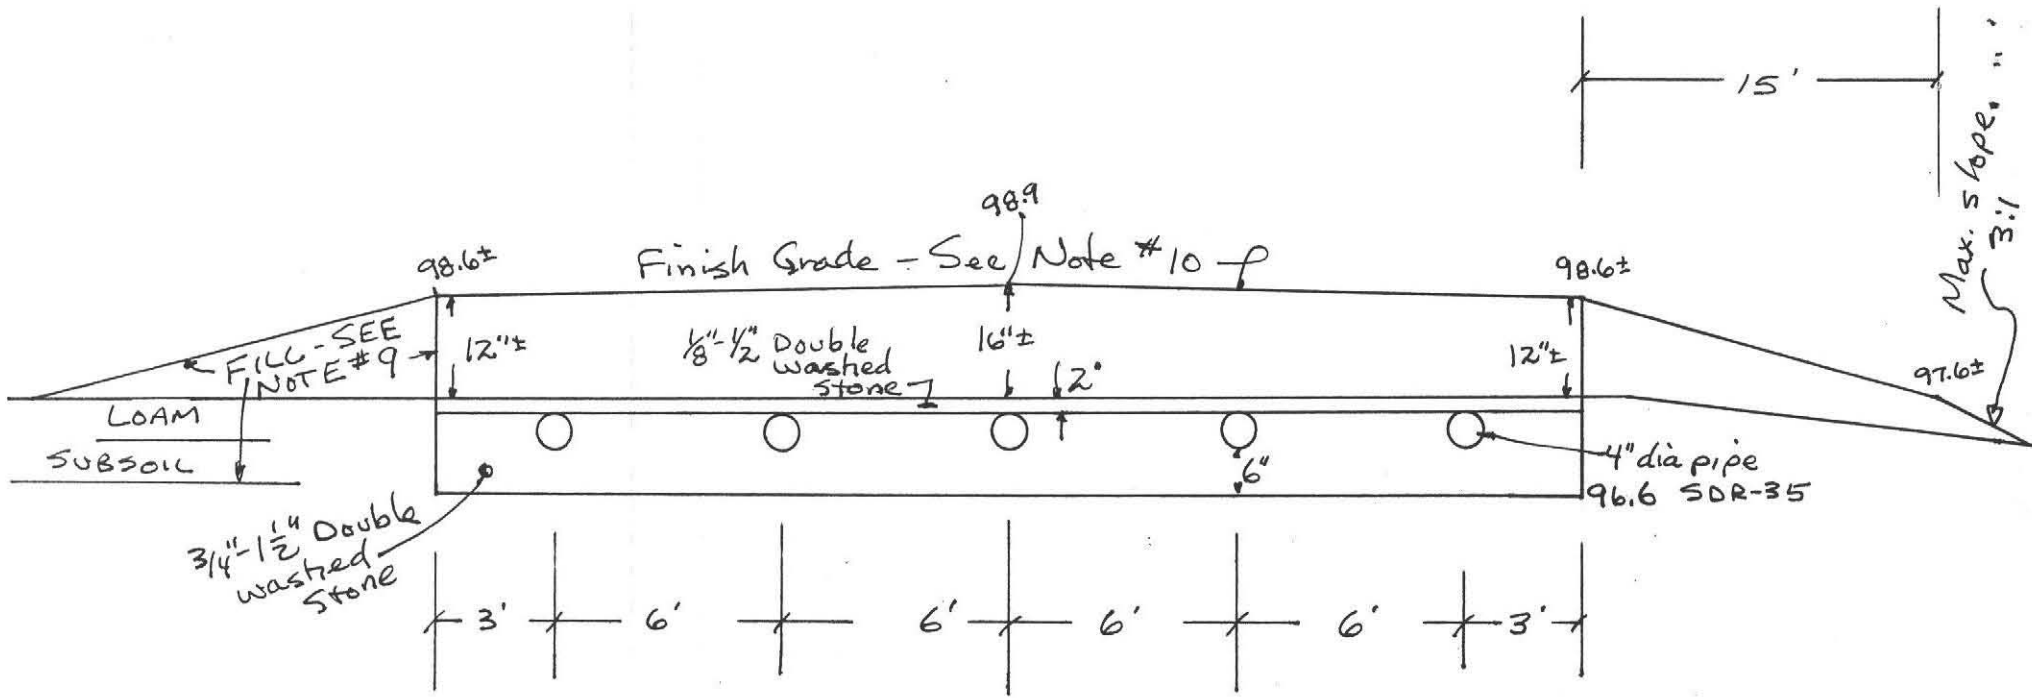 15'
Max. slope
3:1
98.9
98.6±
Finish Grade - See Note #10
98.6±
FILL - SEE
NOTE #9
12"±
1/8"-1/2" Double
washed
stone
16"±
2"
12"±
97.6±
LOAM
SUBSOIL
6"
4" dia pipe
96.6 SDR-35
3/4"-1 1/2" Double
washed
stone
3' 6' 6' 6' 6' 3'